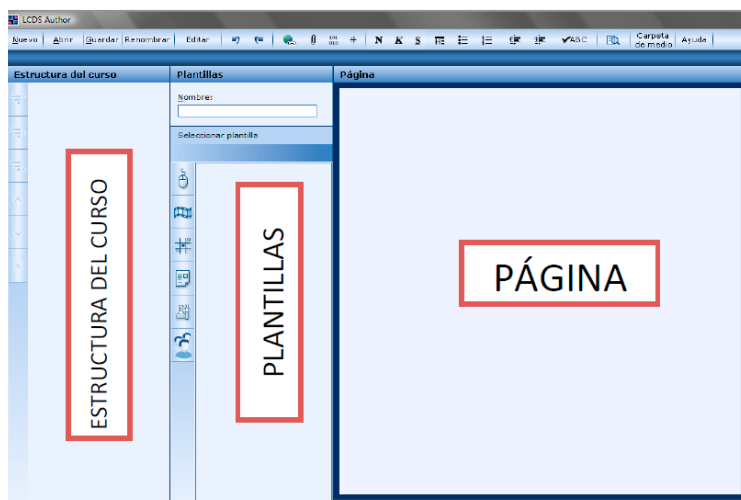 LCDS Author
Nuevo Abrir Guardar Renombrar Editar N K S ABC Carpeta de medio Ayuda
Estructura del curso Plantillas Página
Nombre:
Seleccionar plantilla
ESTRUCTURA DEL CURSO
PLANTILLAS
PÁGINA